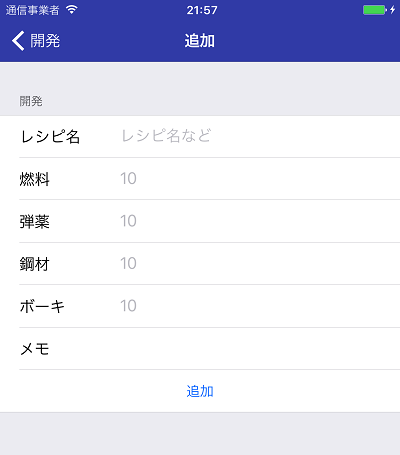 通信事業者 21:57
開発 追加
開発
レシピ名 レシピ名など
燃料 10
弾薬 10
鋼材 10
ボーキ 10
メモ
追加